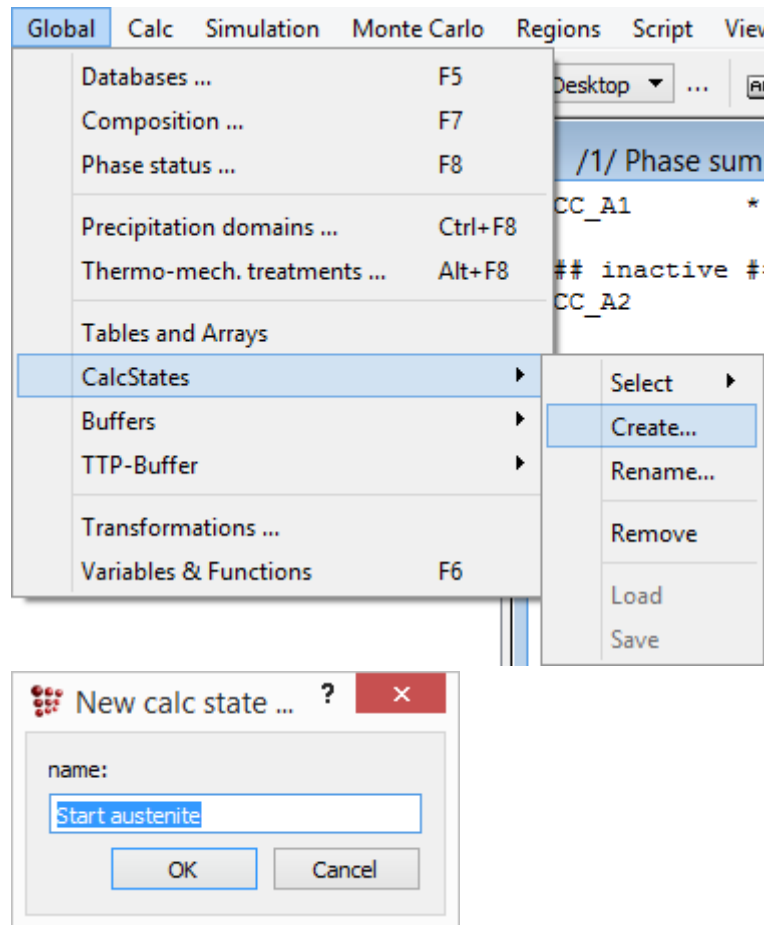 Global Calc Simulation Monte Carlo Regions Script View
Databases ... F5
Desktop ...
Composition ... F7
Phase status ... F8
/1/ Phase sum
CC_A1 *
Precipitation domains ... Ctrl+F8
Thermo-mech. treatments ... Alt+F8
## inactive #
CC_A2
Tables and Arrays
CalcStates
Select
Buffers
Create...
TTP-Buffer
Rename...
Transformations ...
Remove
Variables & Functions F6
Load
Save
New calc state ... ? ×
name:
Start austenite
OK Cancel